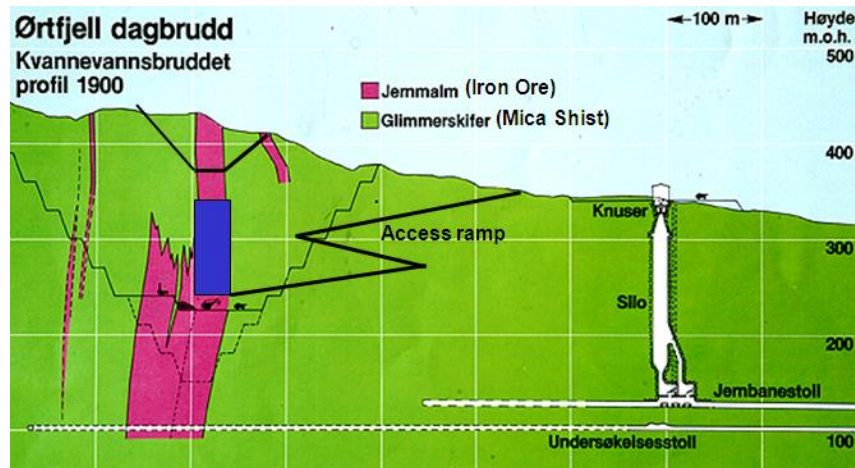 Ørtfjell dagbrudd
Kvannevannsbruddet
profil 1900
←100 m→
Høyde
m.o.h.
500
Jernmalm (Iron Ore)
Glimmerskifer (Mica Shist)
400
Knuser
Access ramp
300
Silo
200
Jernbanestoll
Undersøkelsesstoll
100